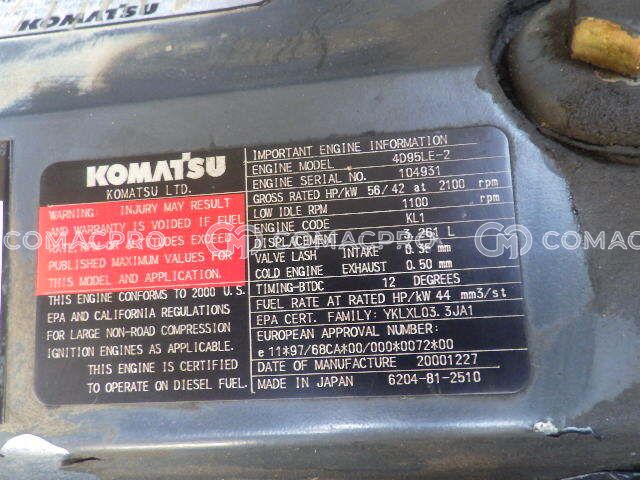 KOMATSU
KOMATSU
KOMATSU LTD.
WARNING: INJURY MAY RESULT
AND WARRANTY IS VOIDED IF FUEL
EXCEED
PUBLISHED MAXIMUM VALUES FOR
THIS MODEL AND APPLICATION.
THIS ENGINE CONFORMS TO 2000 U.S.
EPA AND CALIFORNIA REGULATIONS
FOR LARGE NON-ROAD COMPRESSION
IGNITION ENGINES AS APPLICABLE.
THIS ENGINE IS CERTIFIED
TO OPERATE ON DIESEL FUEL.
IMPORTANT ENGINE INFORMATION
ENGINE MODEL 4D95LE-2
ENGINE SERIAL NO. 104931
GROSS RATED HP/kW 56/42 at 2100 rpm
LOW IDLE RPM 1100 rpm
ENGINE CODE KL1
DISPLACEMENT 3.261 L
VALVE LASH INTAKE 0.35 mm
COLD ENGINE EXHAUST 0.50 mm
TIMING-BTDC 12 DEGREES
FUEL RATE AT RATED HP/kW 44 mm3/st
EPA CERT. FAMILY: YKLXL03.3JA1
EUROPEAN APPROVAL NUMBER:
e 11*97/68CA*00/000*0072*00
DATE OF MANUFACTURE 20001227
MADE IN JAPAN 6204-81-2510
COMACPRO
COMACPRO